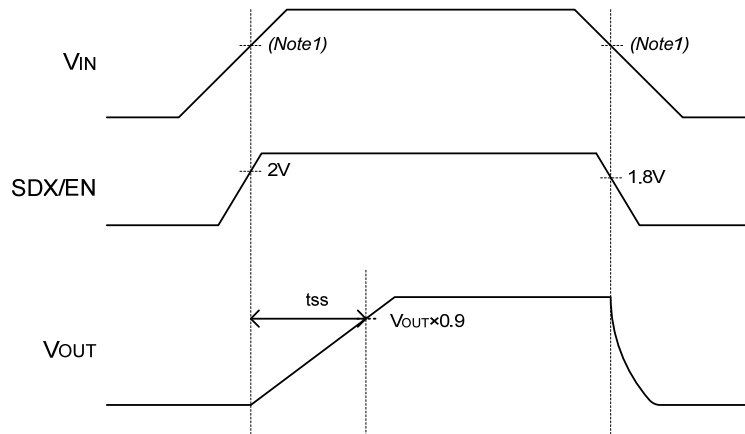 VIN
(Note1)
(Note1)
SDX/EN
2V
1.8V
tss
VOUT×0.9
VOUT